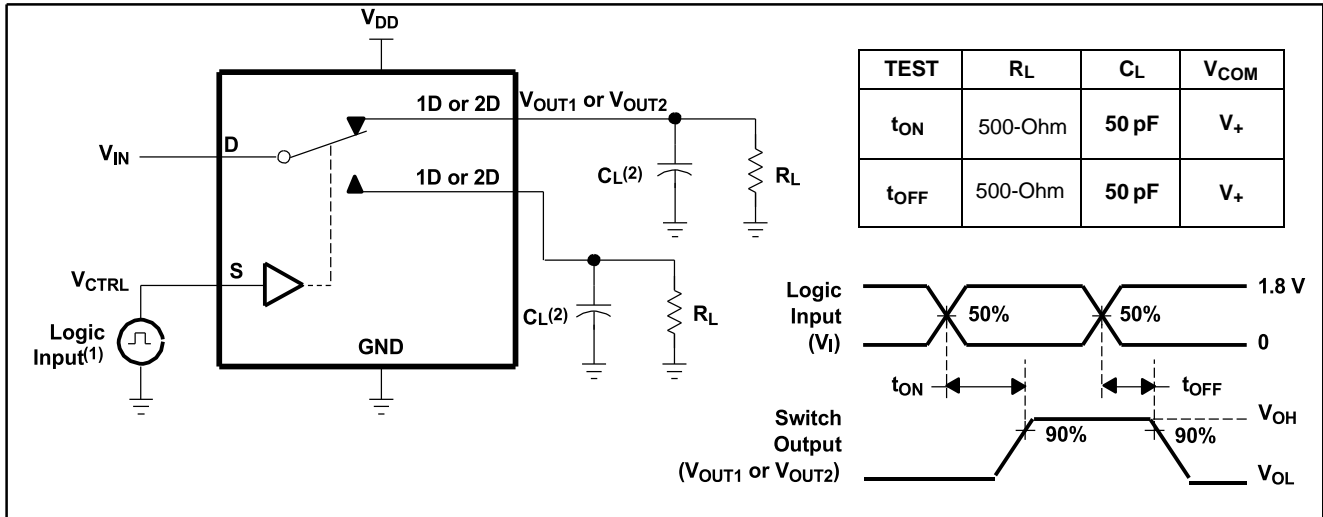 VDD
1D or 2D
VOUT1 or VOUT2
VIN
D
CL(2)
RL
1D or 2D
VCTRL
S
CL(2)
RL
Logic
Input(1)
GND
TEST RL CL VCOM
tON 500-Ohm 50 pF V+
tOFF 500-Ohm 50 pF V+
Logic
Input
(VI)
50%
50%
1.8 V
0
tON
tOFF
Switch
Output
(VOUT1 or VOUT2)
90%
90%
VOH
VOL